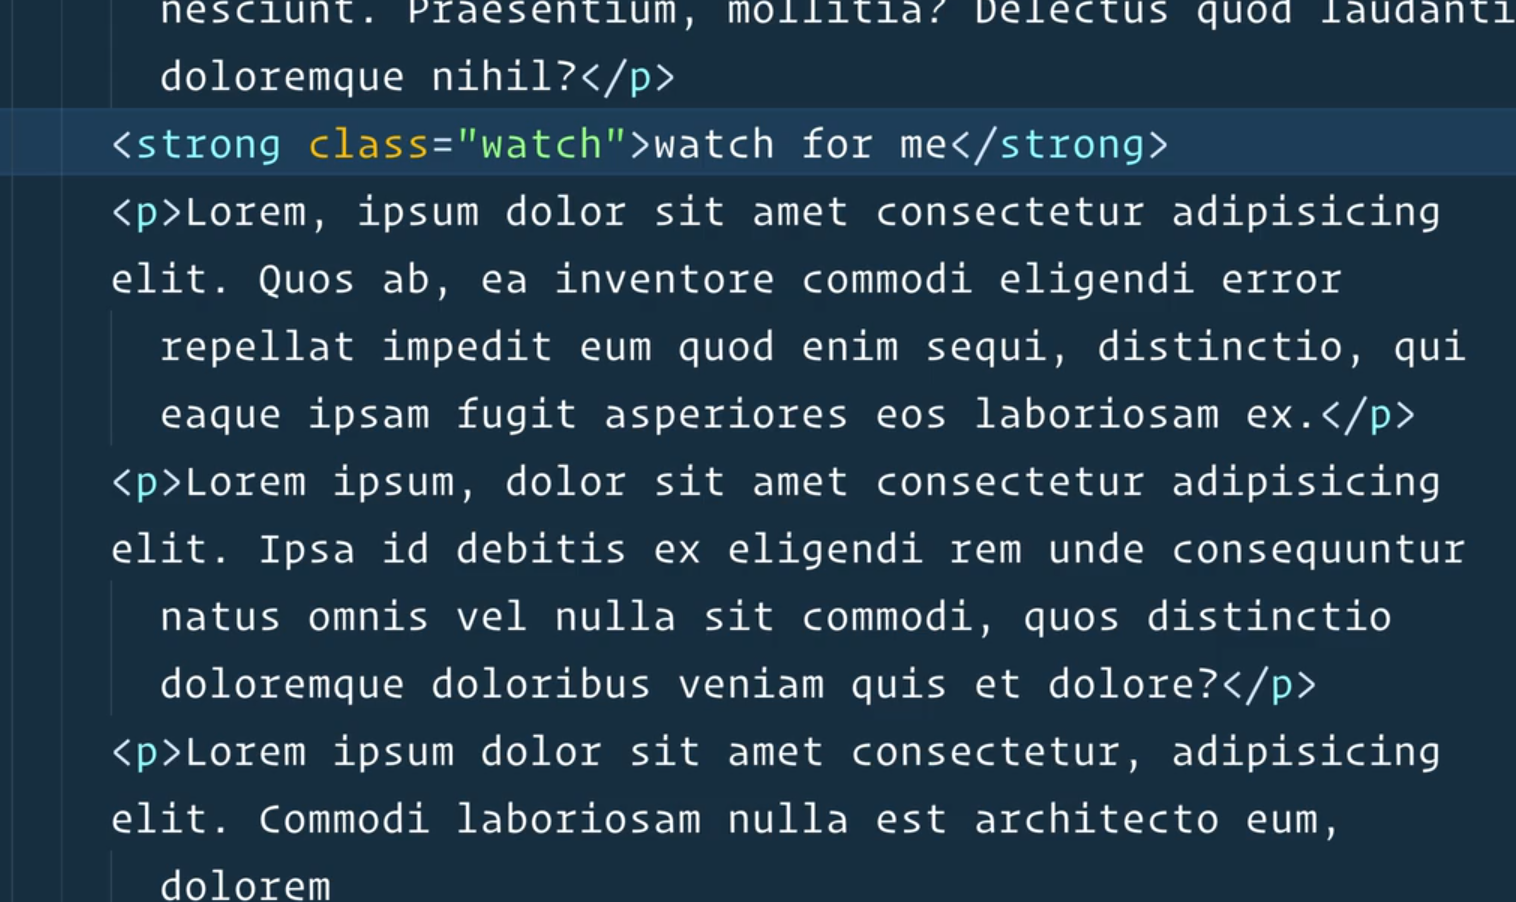 nesciunt. Praesentium, mollitia? Delectus quod laudanti
doloremque nihil?</p>
<strong class="watch">watch for me</strong>
<p>Lorem, ipsum dolor sit amet consectetur adipisicing
elit. Quos ab, ea inventore commodi eligendi error
repellat impedit eum quod enim sequi, distinctio, qui
eaque ipsam fugit asperiores eos laboriosam ex.</p>
<p>Lorem ipsum, dolor sit amet consectetur adipisicing
elit. Ipsa id debitis ex eligendi rem unde consequuntur
natus omnis vel nulla sit commodi, quos distinctio
doloremque doloribus veniam quis et dolore?</p>
<p>Lorem ipsum dolor sit amet consectetur, adipisicing
elit. Commodi laboriosam nulla est architecto eum,
dolorem